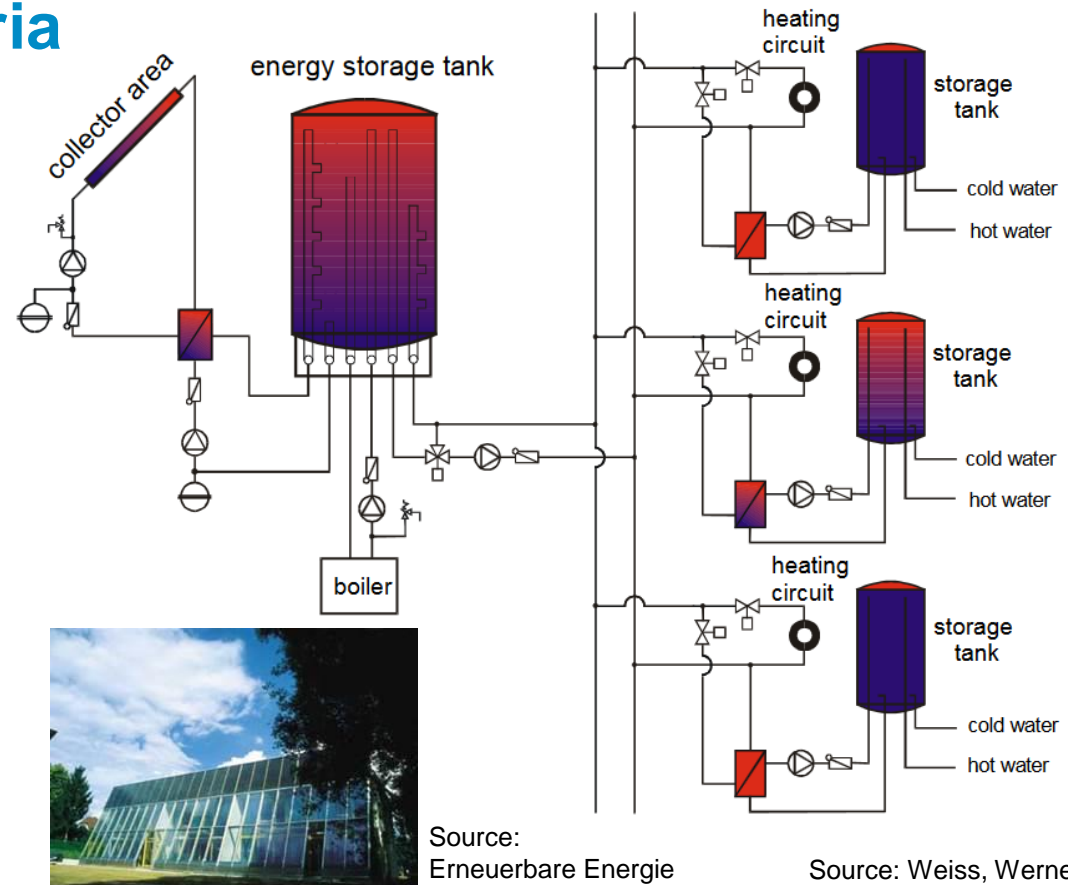 ria
collector area
energy storage tank
boiler
heating
circuit
storage
tank
cold water
hot water
heating
circuit
storage
tank
cold water
hot water
heating
circuit
storage
tank
cold water
hot water
Source:
Erneuerbare Energie
Source: Weiss, Werne